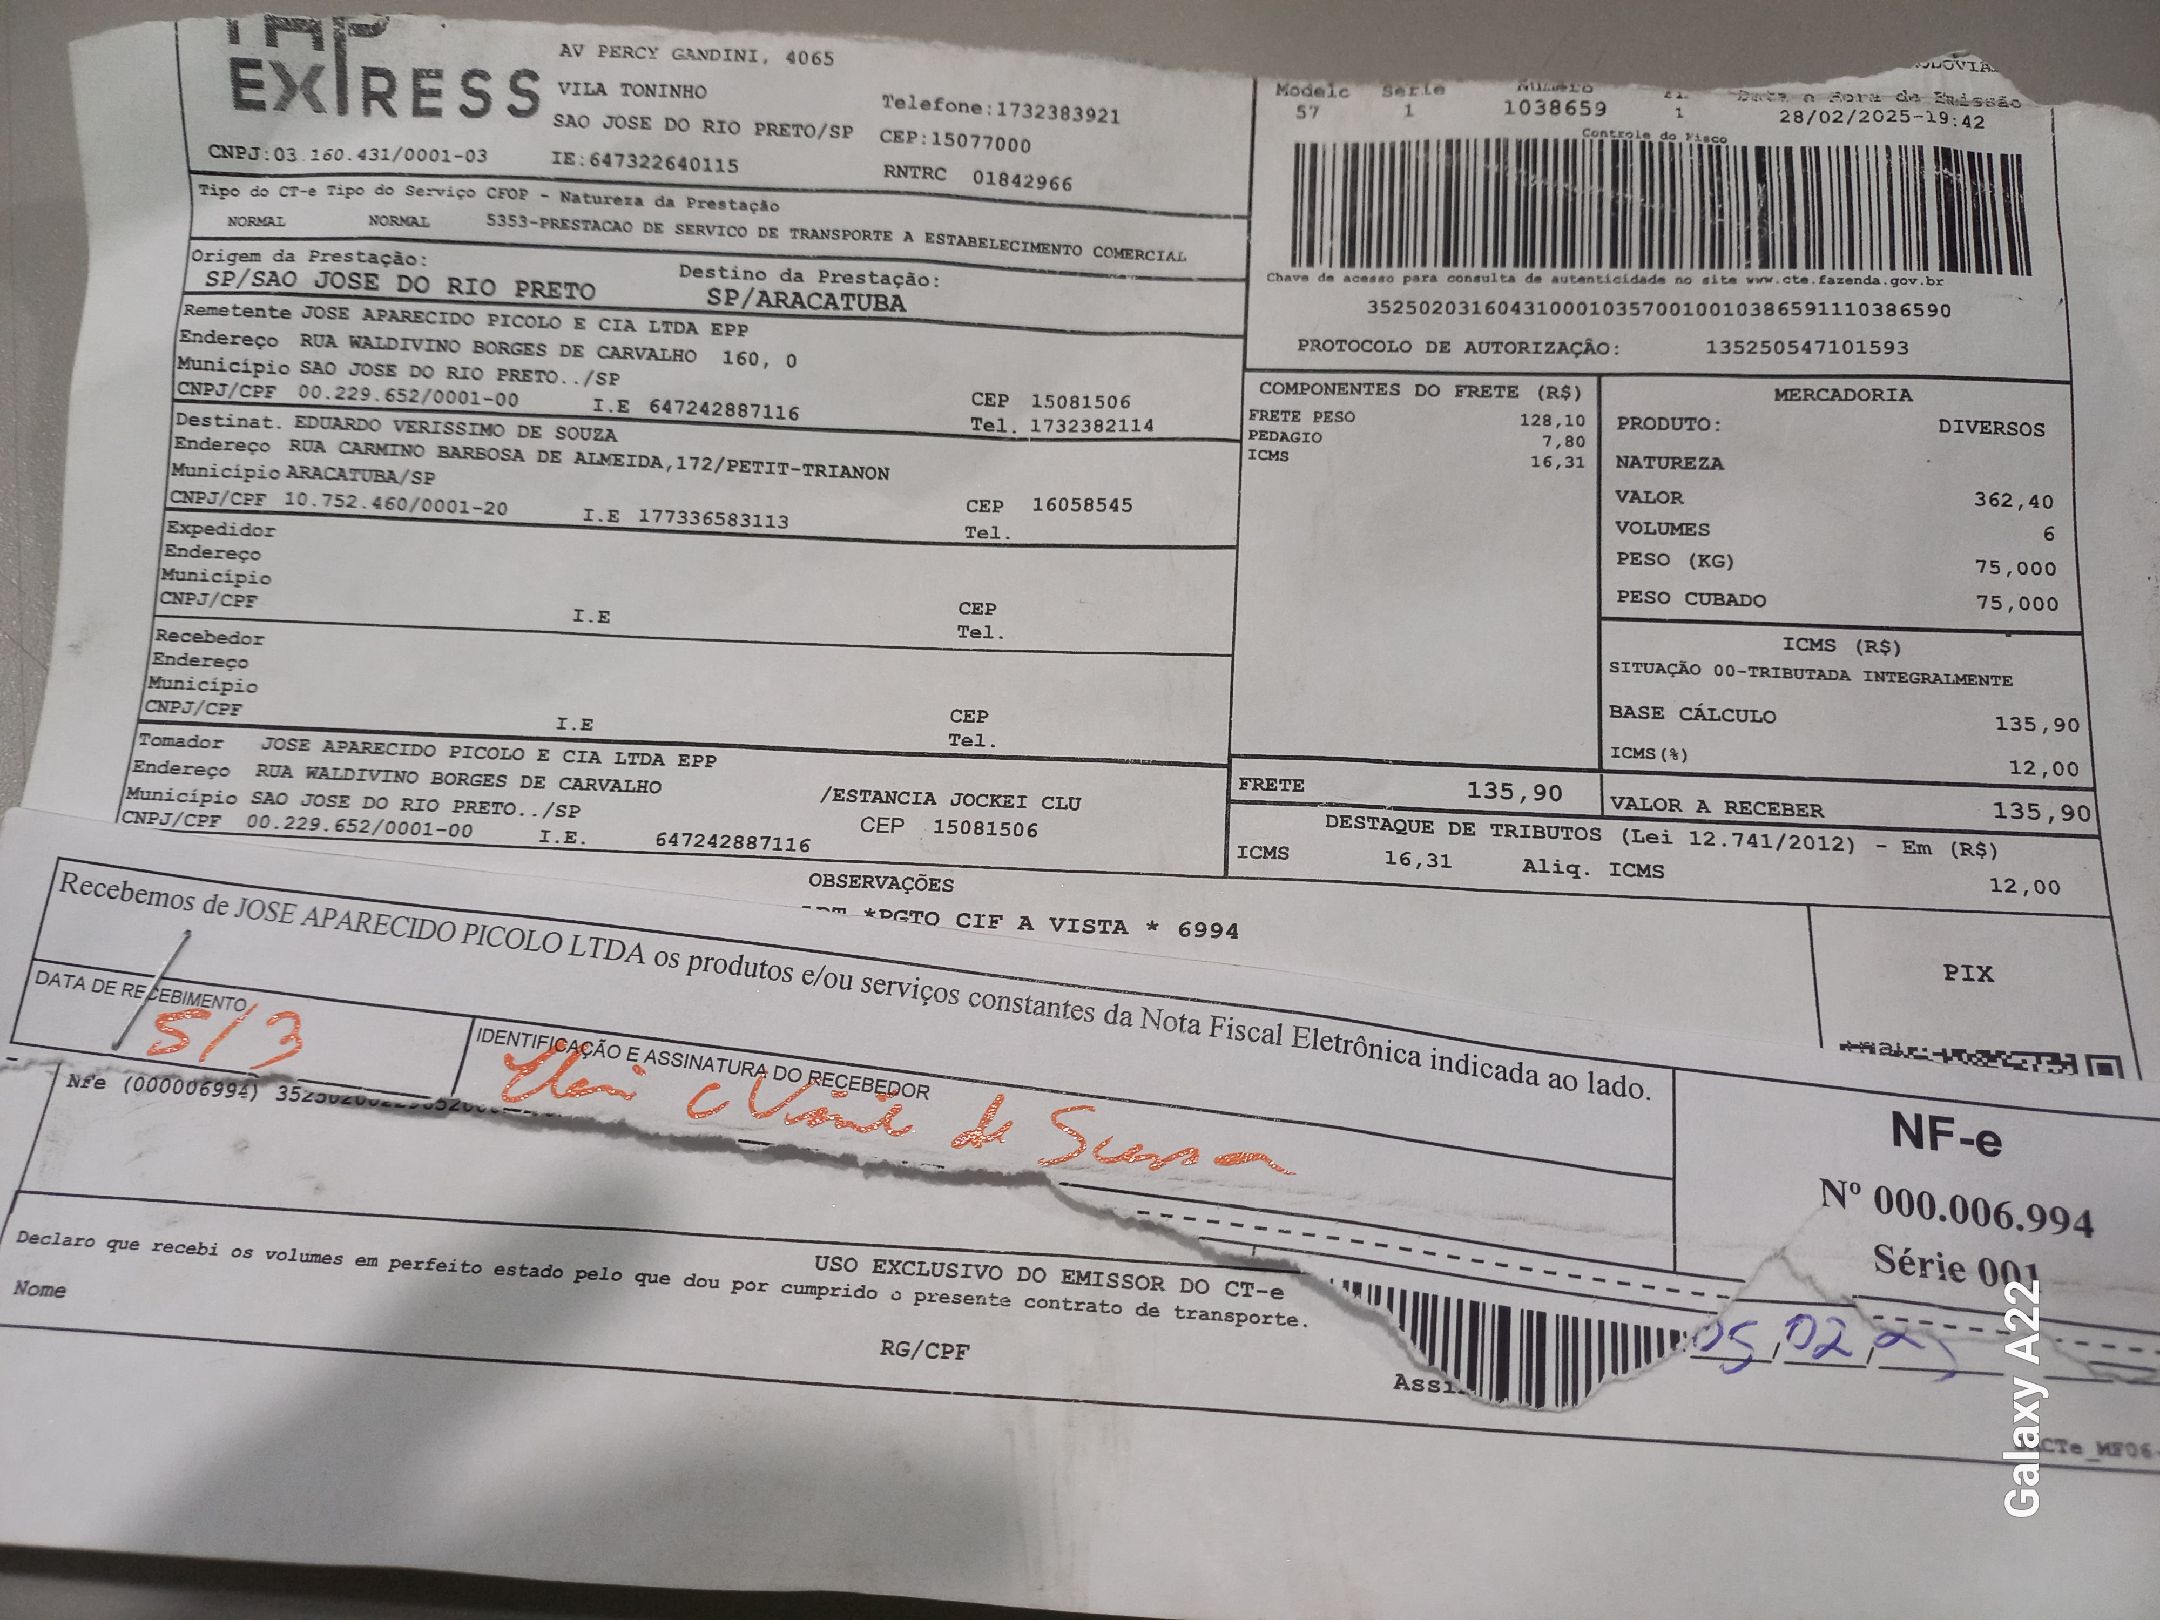 EXPRESS
AV PERCY GANDINI, 4065
VILA TONINHO
SAO JOSE DO RIO PRETO/SP
Telefone:1732383921
CEP:15077000
CNPJ:03.160.431/0001-03 IE:647322640115 RNTRC 01842966
Modelo Série Número
57 1 1038659 1 28/02/2025-19:42
Data e Hora de Emissão
Controle do Fisco
Tipo do CT-e Tipo do Serviço CFOP - Natureza da Prestação
NORMAL NORMAL 5353-PRESTACAO DE SERVICO DE TRANSPORTE A ESTABELECIMENTO COMERCIAL
Origem da Prestação: Destino da Prestação:
SP/SAO JOSE DO RIO PRETO SP/ARACATUBA
Chave de acesso para consulta de autenticidade no site www.cte.fazenda.gov.br
35250203160431000103570010010386591110386590
PROTOCOLO DE AUTORIZAÇÃO: 135250547101593
Remetente JOSE APARECIDO PICOLO E CIA LTDA EPP
Endereço RUA WALDIVINO BORGES DE CARVALHO 160, 0
Município SAO JOSE DO RIO PRETO../SP CEP 15081506
CNPJ/CPF 00.229.652/0001-00 I.E 647242887116 Tel. 1732382114
Destinat. EDUARDO VERISSIMO DE SOUZA
Endereço RUA CARMINO BARBOSA DE ALMEIDA,172/PETIT-TRIANON
Município ARACATUBA/SP CEP 16058545
CNPJ/CPF 10.752.460/0001-20 I.E 177336583113 Tel.
Expedidor
Endereço
Município CEP
CNPJ/CPF I.E Tel.
Recebedor
Endereço
Município CEP
CNPJ/CPF I.E Tel.
Tomador JOSE APARECIDO PICOLO E CIA LTDA EPP
Endereço RUA WALDIVINO BORGES DE CARVALHO /ESTANCIA JOCKEI CLU
Município SAO JOSE DO RIO PRETO../SP CEP 15081506
CNPJ/CPF 00.229.652/0001-00 I.E. 647242887116
COMPONENTES DO FRETE (R$)
FRETE PESO 128,10
PEDAGIO 7,80
ICMS 16,31
MERCADORIA
PRODUTO: DIVERSOS
NATUREZA
VALOR 362,40
VOLUMES 6
PESO (KG) 75,000
PESO CUBADO 75,000
ICMS (R$)
SITUAÇÃO 00-TRIBUTADA INTEGRALMENTE
BASE CÁLCULO 135,90
ICMS(%) 12,00
FRETE 135,90 VALOR A RECEBER 135,90
DESTAQUE DE TRIBUTOS (Lei 12.741/2012) - Em (R$)
ICMS 16,31 Aliq. ICMS 12,00
OBSERVAÇÕES
*PGTO CIF A VISTA * 6994
PIX
Recebemos de JOSE APARECIDO PICOLO LTDA os produtos e/ou serviços constantes da Nota Fiscal Eletrônica indicada ao lado.
DATA DE RECEBIMENTO
5/3
IDENTIFICAÇÃO E ASSINATURA DO RECEBEDOR
de
NF-e
Nº 000.006.994
Série 001
Nfe (000006994)
USO EXCLUSIVO DO EMISSOR DO CT-e
Declaro que recebi os volumes em perfeito estado pelo que dou por cumprido o presente contrato de transporte.
Nome RG/CPF
05,02
Galaxy A22